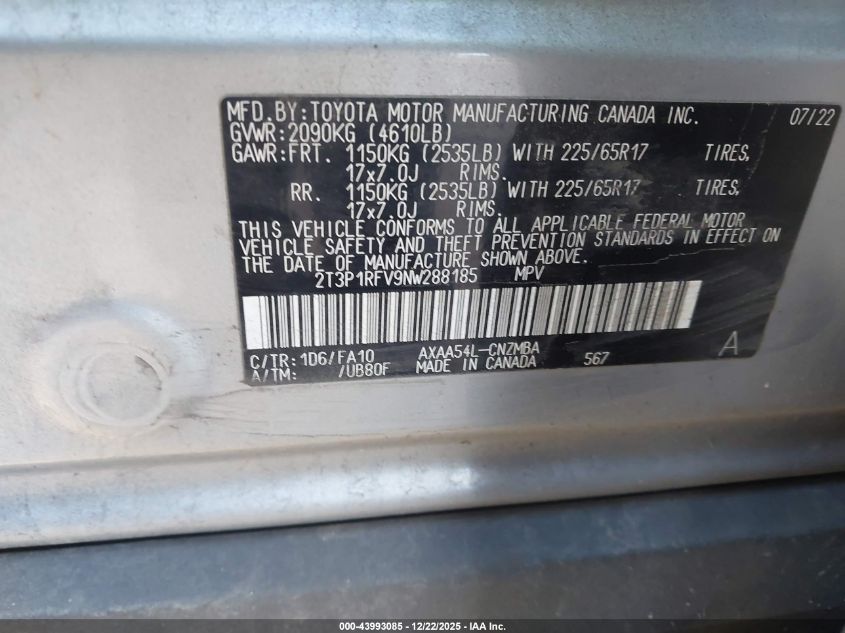 MFD.BY:TOYOTA MOTOR MANUFACTURING CANADA INC. 07/22
GVWR:2090KG (4610LB)
GAWR:FRT. 1150KG (2535LB) WITH 225/65R17 TIRES,
17x7.0J RIMS.
RR. 1150KG (2535LB) WITH 225/65R17 TIRES,
17x7.0J RIMS.
THIS VEHICLE CONFORMS TO ALL APPLICABLE FEDERAL MOTOR
VEHICLE SAFETY AND THEFT PREVENTION STANDARDS IN EFFECT ON
THE DATE OF MANUFACTURE SHOWN ABOVE.
2T3P1RFV9NW288185 MPV
C/TR:1D6/FA10 AXAA54L-CNZMBA 567 A
A/TM: /UB80F MADE IN CANADA
000-43993085 - 12/22/2025 - IAA Inc.